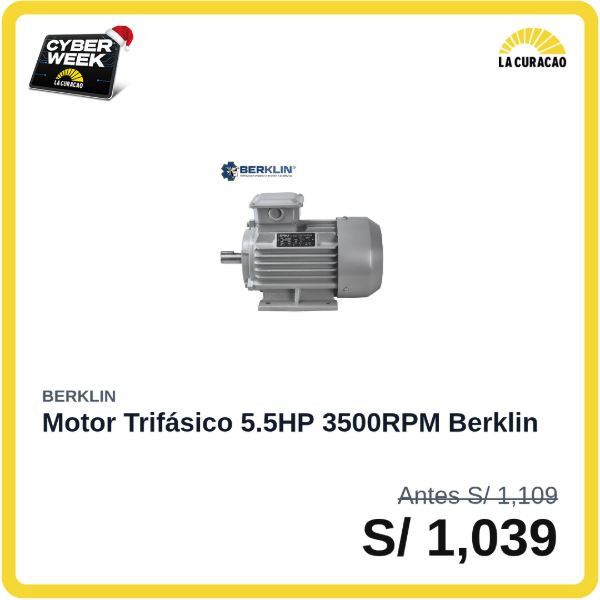 CYBER
WEEK
LA CURACAO
LA CURACAO
BERKLIN®
BERKLIN
Motor Trifásico 5.5HP 3500RPM Berklin
Antes S/ 1,109
S/ 1,039